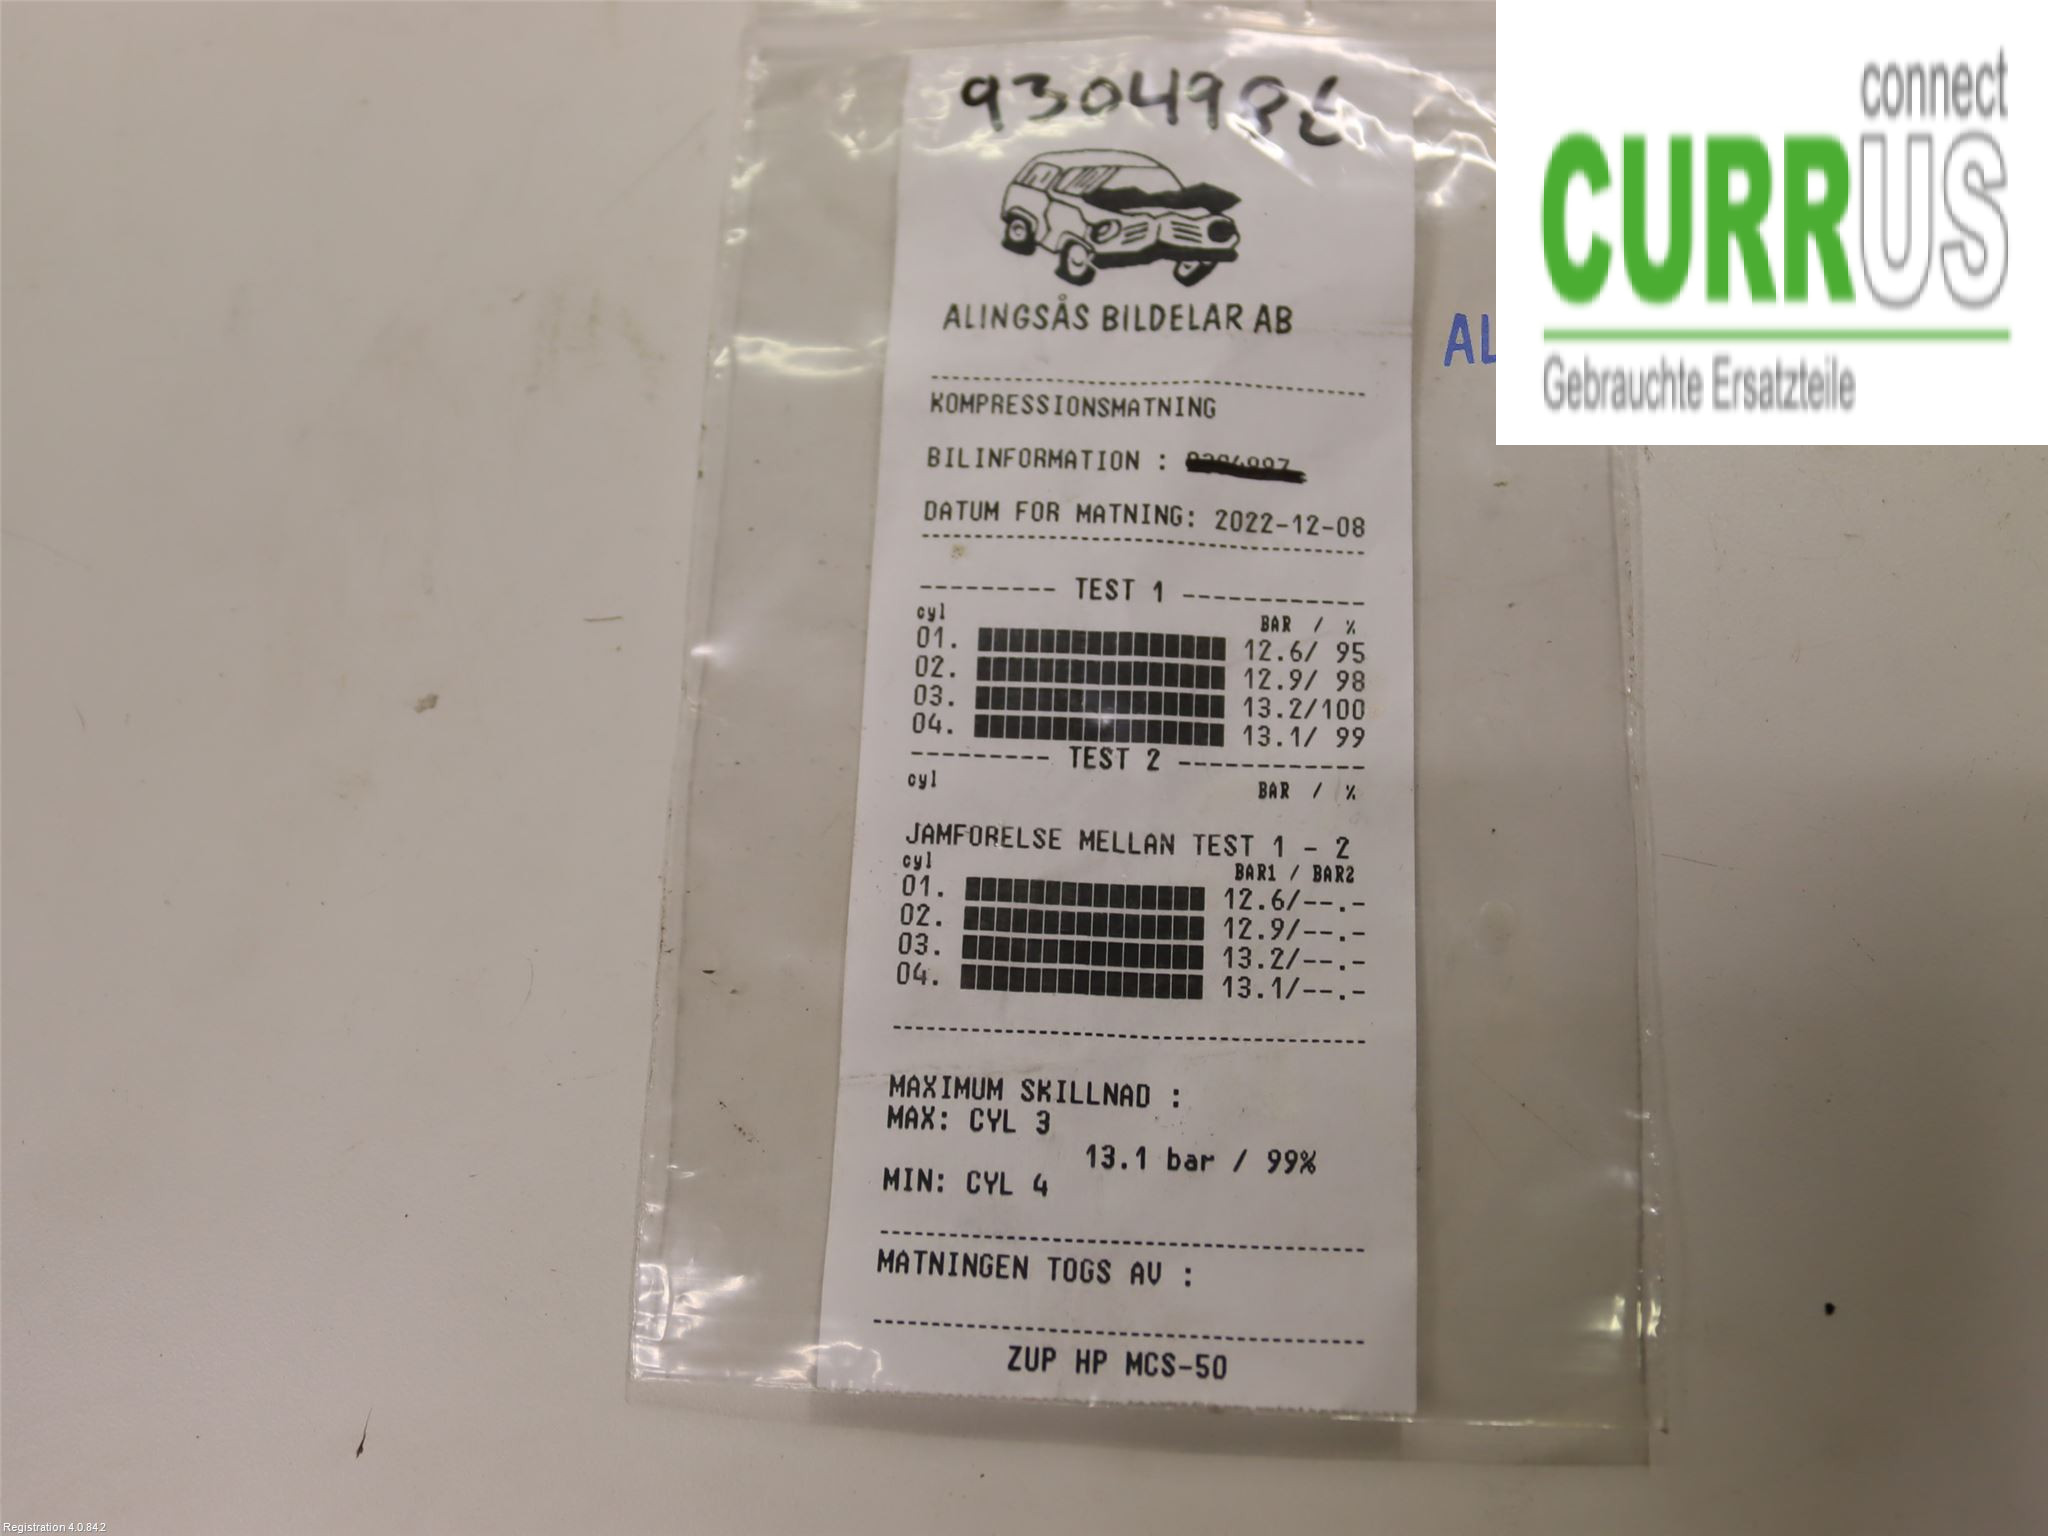 connect
CURRUS
Gebrauchte Ersatzteile
AL
ALINGSÅS BILDELAR AB
KOMPRESSIONSMATNING
BILINFORMATION :
DATUM FOR MATNING: 2022-12-08
--------- TEST 1 ------------
cyl BAR / %
01. 12.6/ 95
02. 12.9/ 98
03. 13.2/100
04. 13.1/ 99
--------- TEST 2 ------------
cyl BAR / %
JAMFORELSE MELLAN TEST 1 - 2
cyl BAR1 / BAR2
01. 12.6/--.-
02. 12.9/--.-
03. 13.2/--.-
04. 13.1/--.-
MAXIMUM SKILLNAD :
MAX: CYL 3
13.1 bar / 99%
MIN: CYL 4
MATNINGEN TOGS AV :
ZUP HP MCS-50
Registration 4.0.84.2